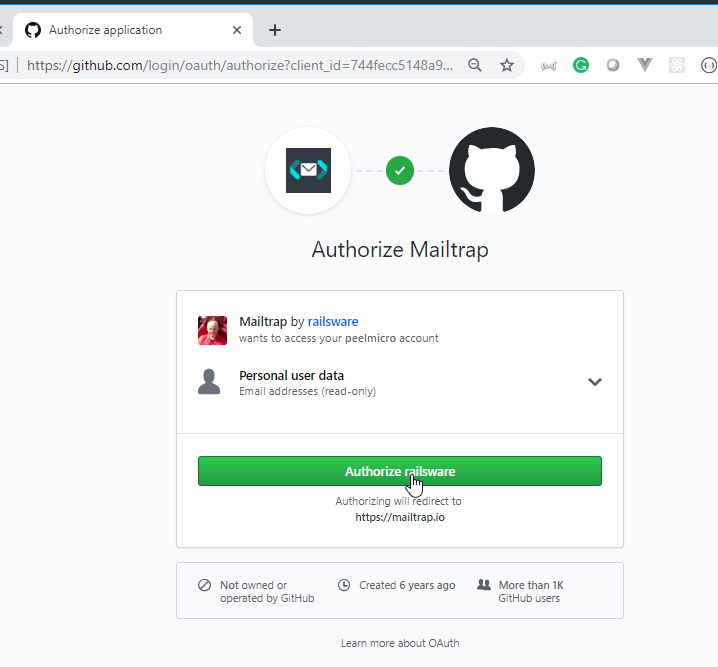 Authorize application
S] https://github.com/login/oauth/authorize?client_id=744fecc5148a9...
Authorize Mailtrap
Mailtrap by railsware
wants to access your peelmicro account
Personal user data
Email addresses (read-only)
Authorize railsware
Authorizing will redirect to
https://mailtrap.io
Not owned or
operated by GitHub
Created 6 years ago
More than 1K
GitHub users
Learn more about OAuth